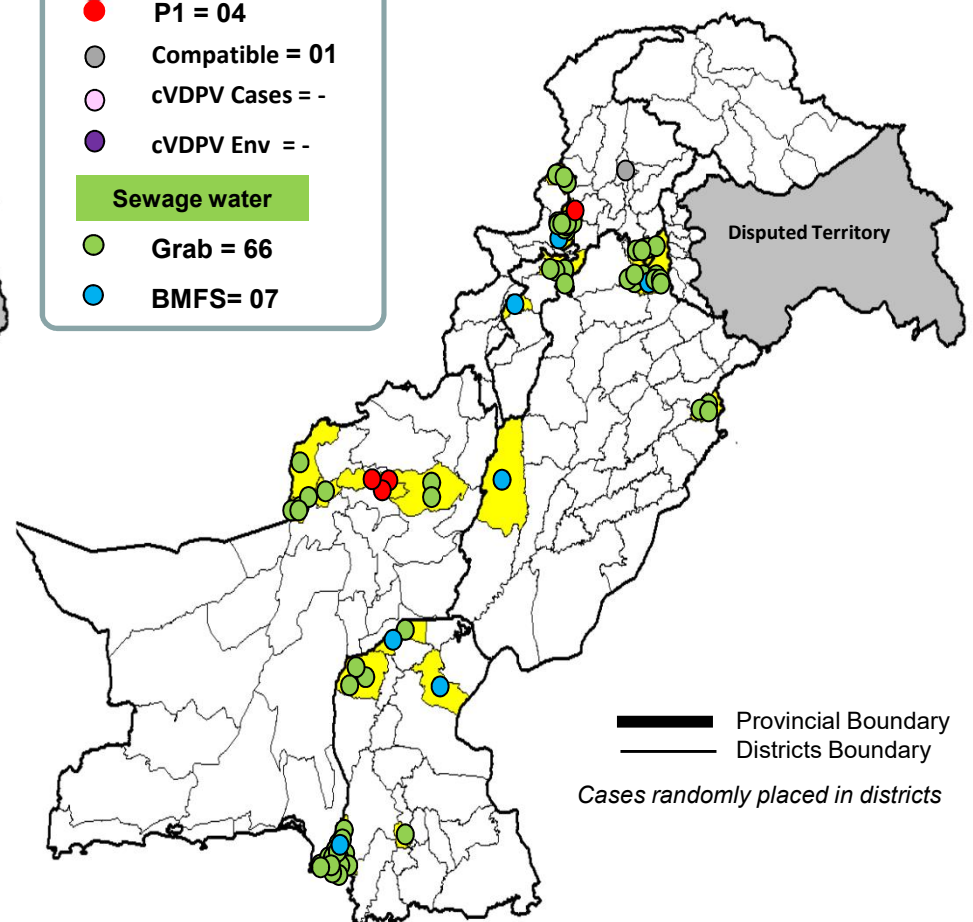 P1 = 04
Compatible = 01
cVDPV Cases = -
cVDPV Env = -
Sewage water
Grab = 66
BMFS= 07
Disputed Territory
Provincial Boundary
Districts Boundary
Cases randomly placed in districts